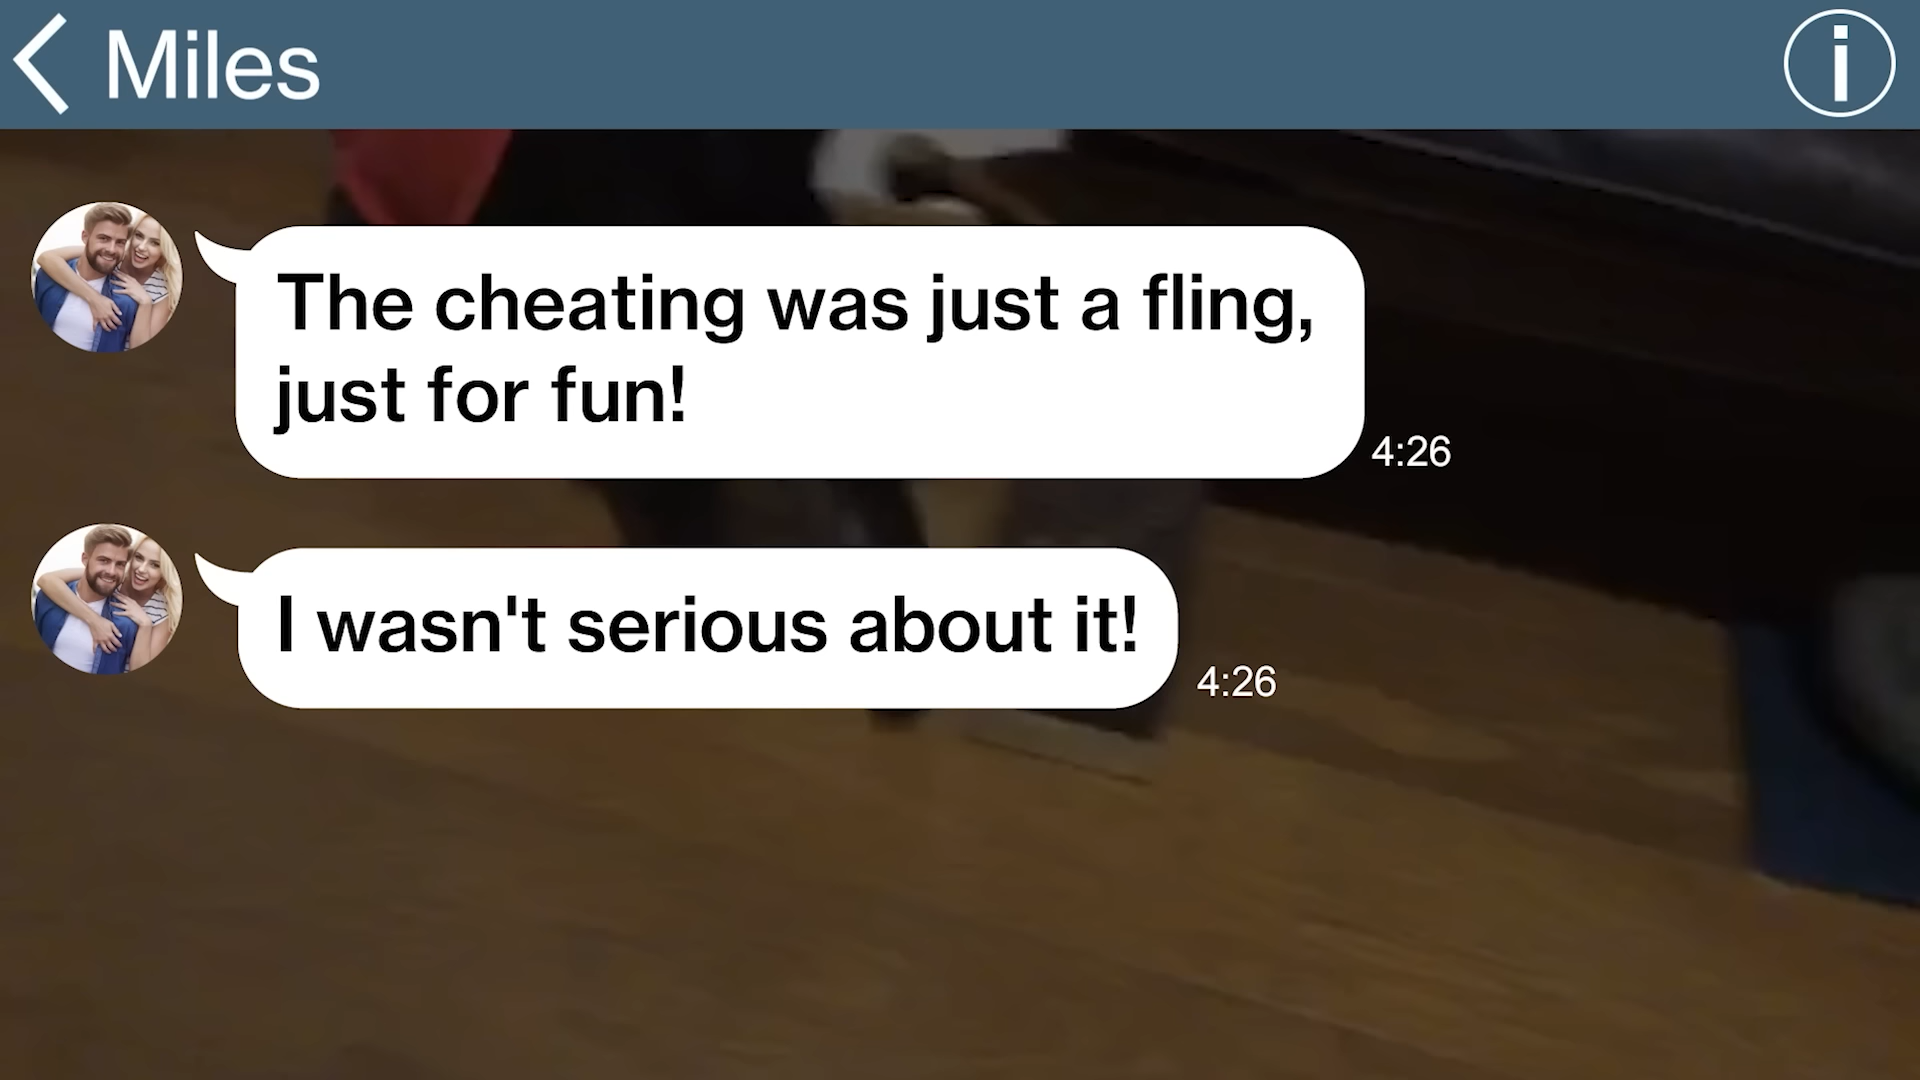 Miles
The cheating was just a fling,
just for fun!
4:26
I wasn't serious about it!
4:26